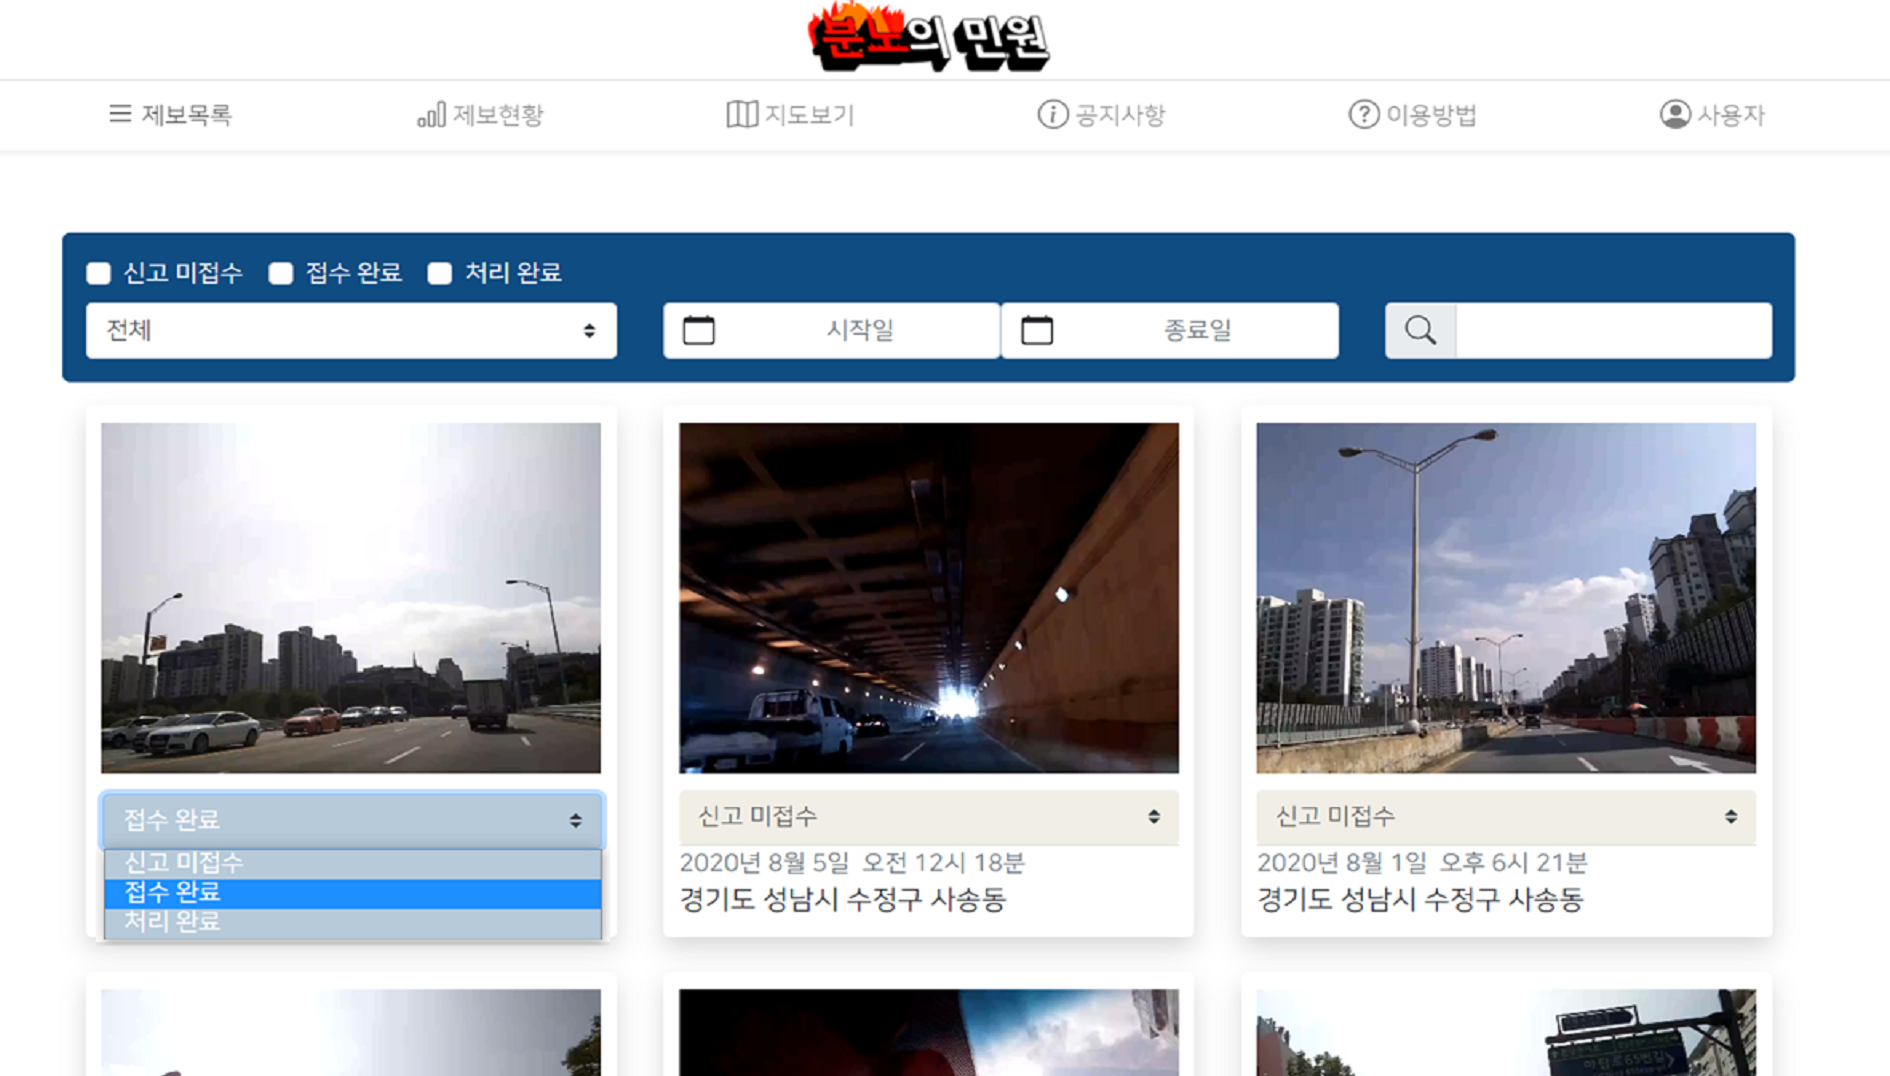 분노의 민원
제보목록 제보현황 지도보기 공지사항 이용방법 사용자
신고 미접수 접수 완료 처리 완료
전체 시작일 종료일
접수 완료
신고 미접수
접수 완료
처리 완료
신고 미접수
2020년 8월 5일 오전 12시 18분
경기도 성남시 수정구 사송동
신고 미접수
2020년 8월 1일 오후 6시 21분
경기도 성남시 수정구 사송동